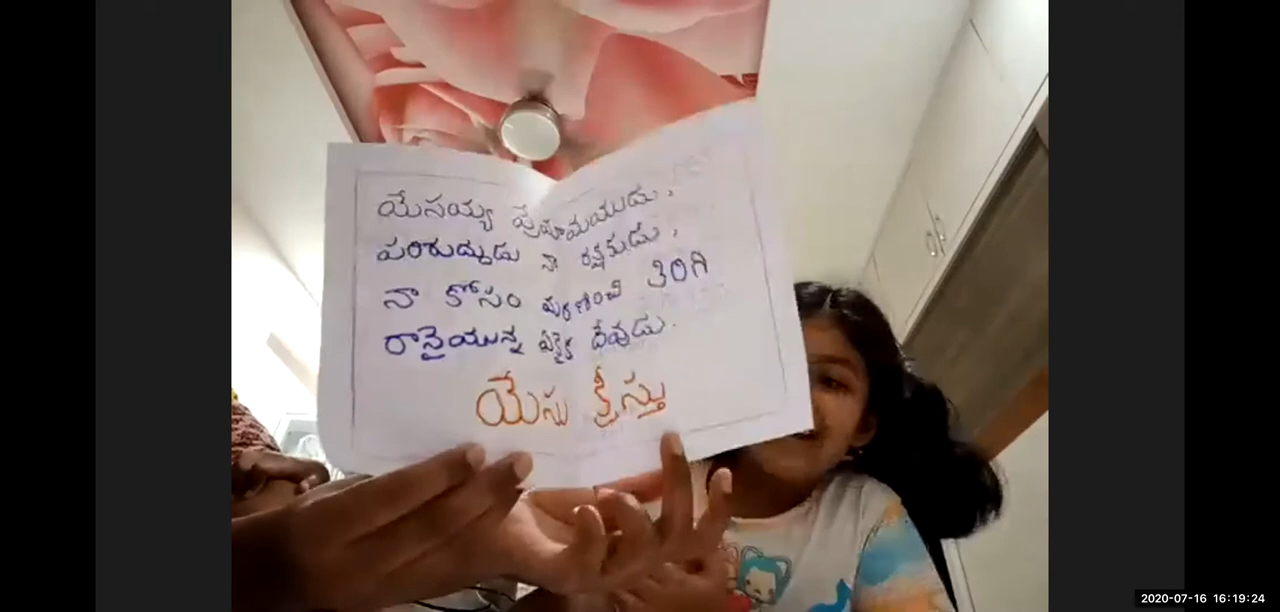 యేసయ్య ప్రేమామయుడు,
పరిశుద్దుడు నా రక్షకుడు,
నా కోసం మరణించి తిరిగి
రానైయున్న ఏకైక దేవుడు.
యేసు క్రీస్తు
2020-07-16 16:19:24